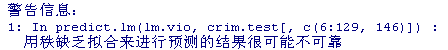 警告信息:
1: In predict.lm(lm.vio, crim.test[, c(6:129, 146)]) :
用秩缺乏拟合来进行预测的结果很可能不可靠